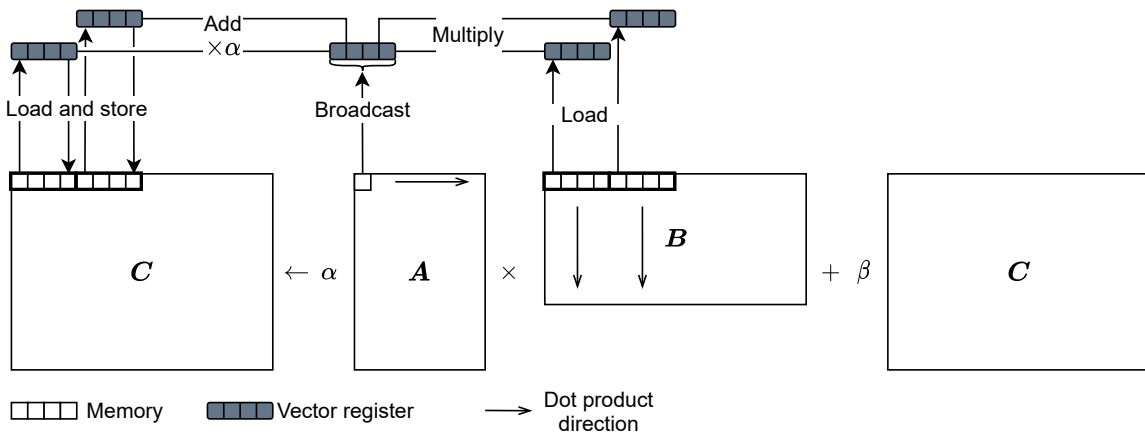 Add
×α
Multiply
Load and store
Broadcast
Load
C
← α
A
×
B
+ β
C
Memory
Vector register
Dot product
direction